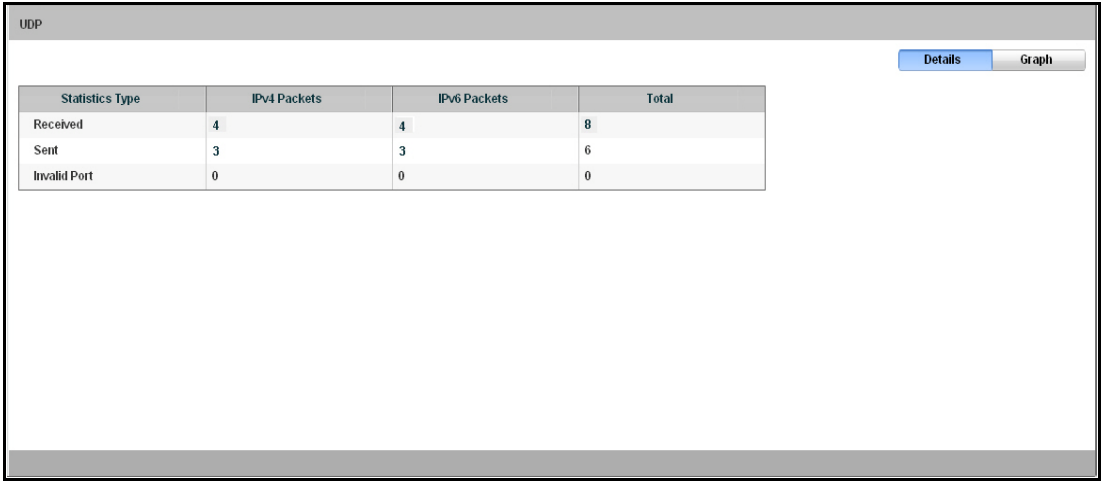 UDP
Details Graph
Statistics Type IPv4 Packets IPv6 Packets Total
Received 4 4 8
Sent 3 3 6
Invalid Port 0 0 0